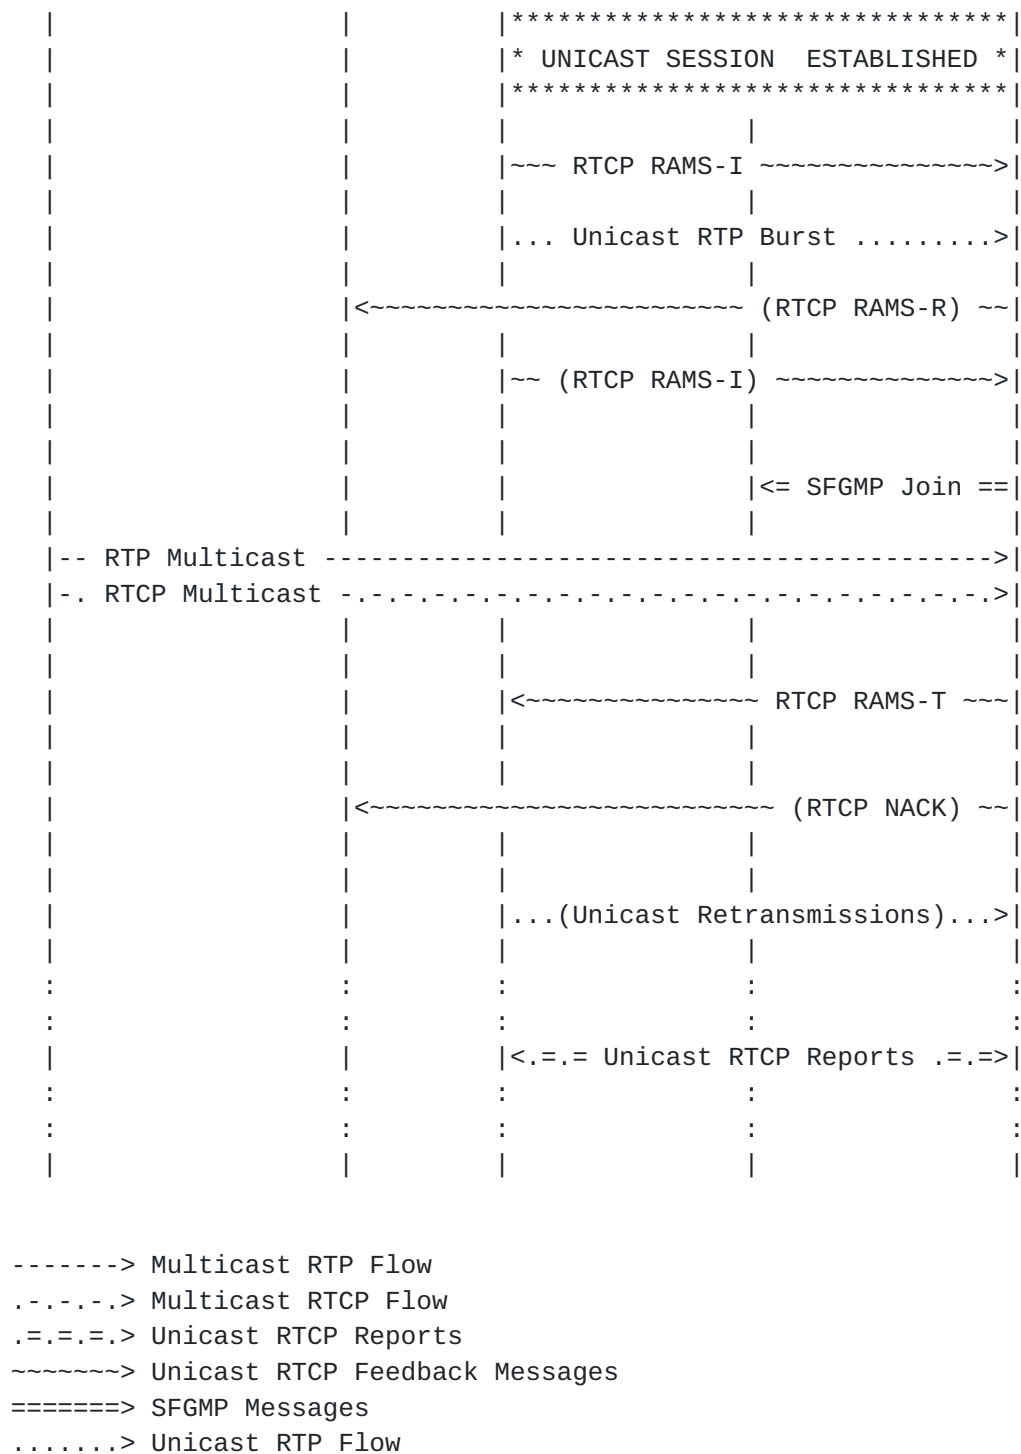 |                  |         |********************************|
|                  |         |* UNICAST SESSION  ESTABLISHED *|
|                  |         |********************************|
|                  |         |               |                |
|                  |         |~~~ RTCP RAMS-I ~~~~~~~~~~~~~~~>|
|                  |         |               |                |
|                  |         |... Unicast RTP Burst .........>|
|                  |         |               |                |
|                  |<~~~~~~~~~~~~~~~~~~~~~~~~ (RTCP RAMS-R) ~~|
|                  |         |               |                |
|                  |         |~~ (RTCP RAMS-I) ~~~~~~~~~~~~~~>|
|                  |         |               |                |
|                  |         |               |                |
|                  |         |               |<= SFGMP Join ==|
|                  |         |               |                |
|-- RTP Multicast ------------------------------------------->|
|-. RTCP Multicast -.-.-.-.-.-.-.-.-.-.-.-.-.-.-.-.-.-.-.-.-.>|
|                  |         |               |                |
|                  |         |               |                |
|                  |         |<~~~~~~~~~~~~~~~ RTCP RAMS-T ~~~|
|                  |         |               |                |
|                  |         |               |                |
|                  |<~~~~~~~~~~~~~~~~~~~~~~~~~~ (RTCP NACK) ~~|
|                  |         |               |                |
|                  |         |               |                |
|                  |         |...(Unicast Retransmissions)...>|
|                  |         |               |                |
:                  :         :               :                :
:                  :         :               :                :
|                  |         |<.=.= Unicast RTCP Reports .=.=>|
:                  :         :               :                :
:                  :         :               :                :
|                  |         |               |                |
-------> Multicast RTP Flow
.-.-.-.> Multicast RTCP Flow
.=.=.=.> Unicast RTCP Reports
~~~~~~~> Unicast RTCP Feedback Messages
=======> SFGMP Messages
.......> Unicast RTP Flow